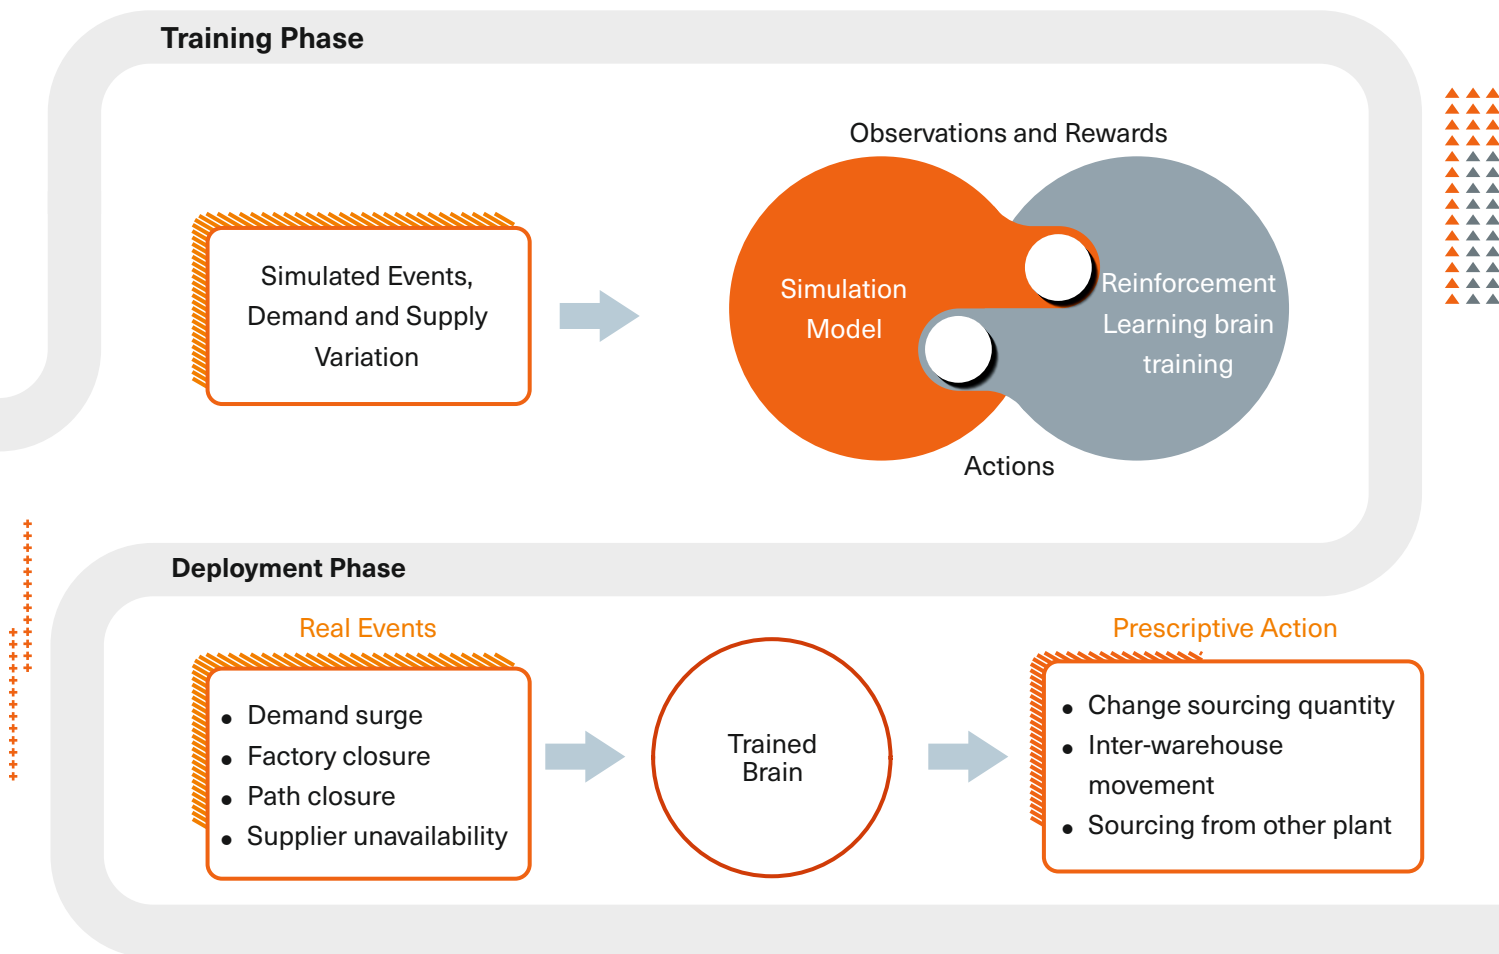 Training Phase
Observations and Rewards
Simulated Events,
Demand and Supply
Variation
Simulation
Model
Reinforcement
Learning brain
training
Actions
Deployment Phase
Real Events
• Demand surge
• Factory closure
• Path closure
• Supplier unavailability
Trained
Brain
Prescriptive Action
• Change sourcing quantity
• Inter-warehouse
movement
• Sourcing from other plant